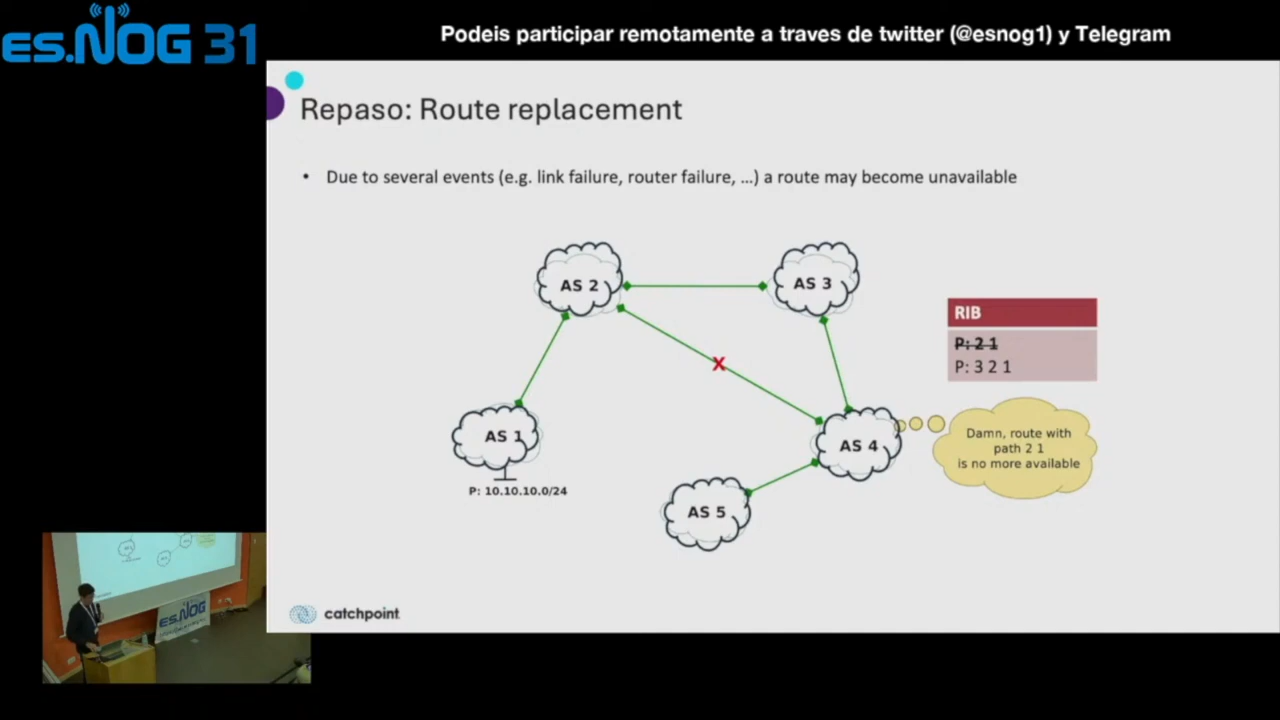 es.NOG 31
Podeis participar remotamente a traves de twitter (@esnog1) y Telegram
Repaso: Route replacement
• Due to several events (e.g. link failure, router failure, ...) a route may become unavailable
AS 2
AS 3
RIB
P: 2 1
P: 3 2 1
X
AS 1
AS 4
Damn, route with
path 2 1
is no more available
P: 10.10.10.0/24
AS 5
catchpoint
es.NOG